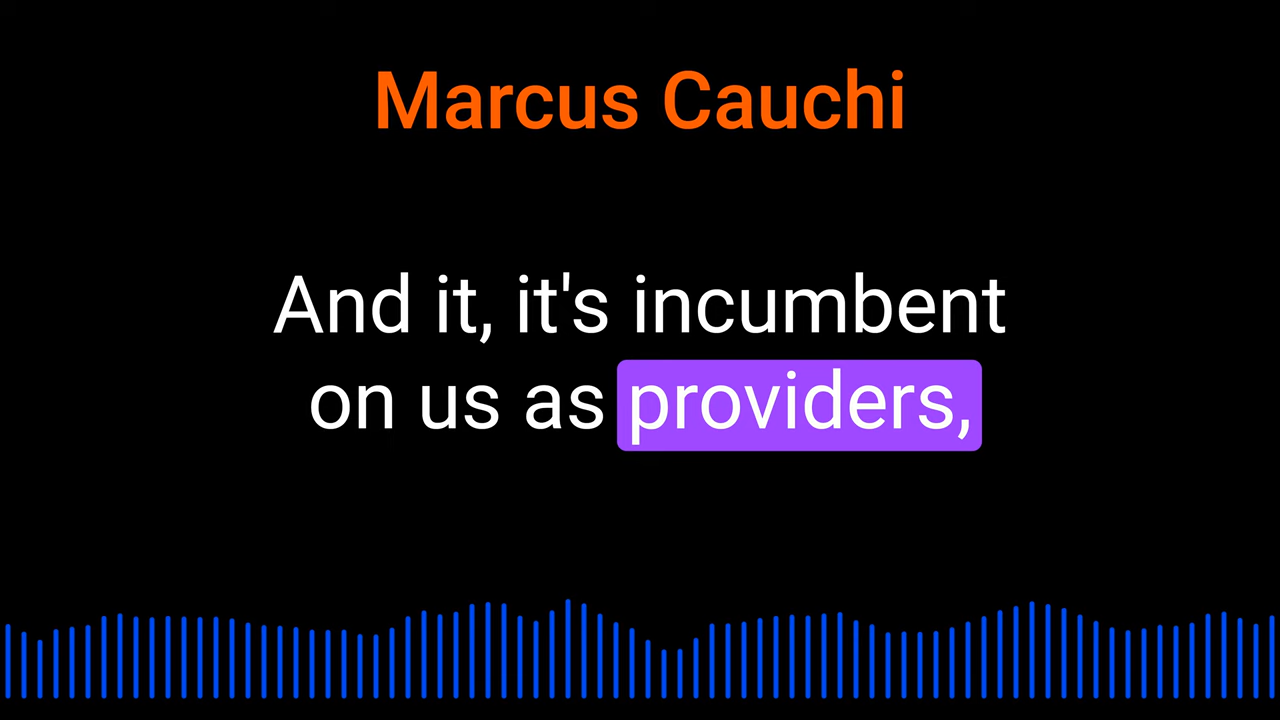 Marcus Cauchi
And it, it's incumbent
on us as providers,